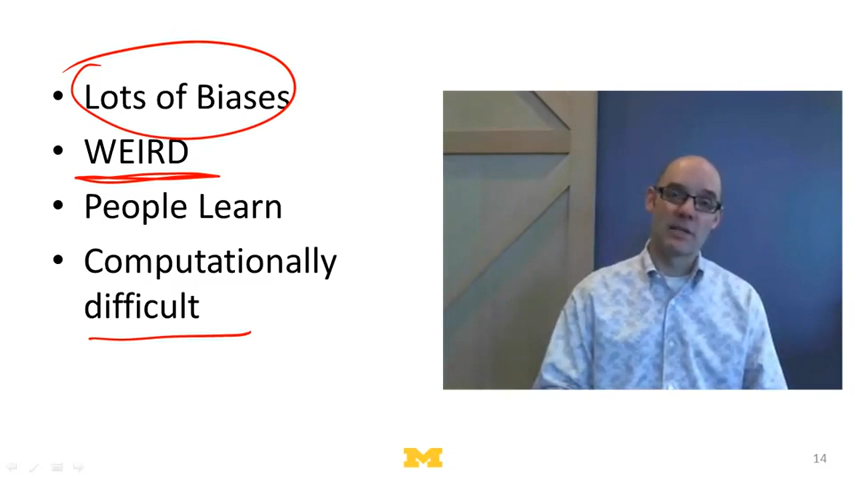 • Lots of Biases
• WEIRD
• People Learn
• Computationally
difficult
M
14